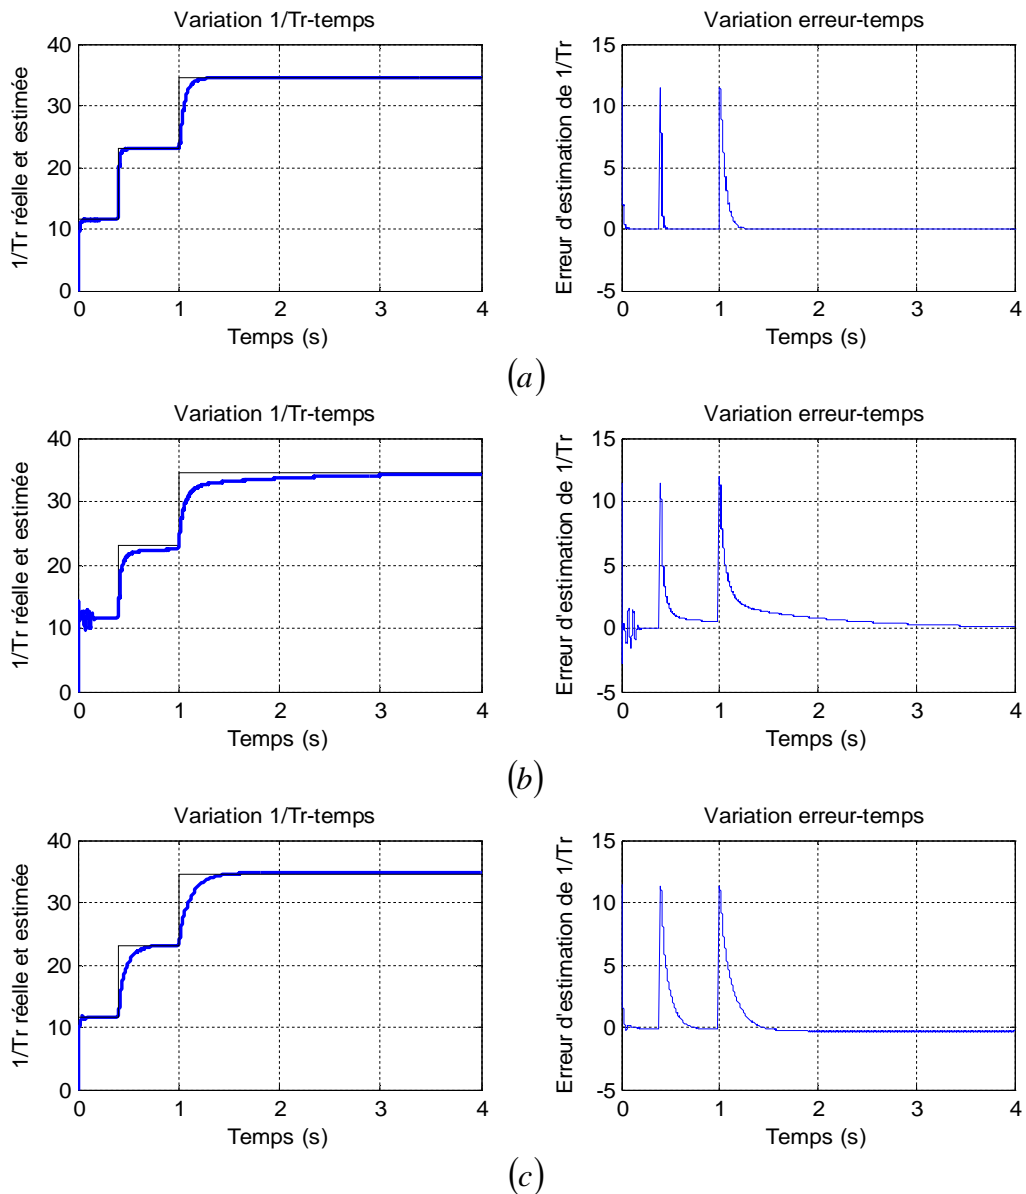 Variation 1/Tr-temps
Variation erreur-temps
1/Tr réelle et estimée
40
30
20
10
0
0 1 2 3 4
Temps (s)
Erreur d'estimation de 1/Tr
15
10
5
0
-5
0 1 2 3 4
Temps (s)
(a)
Variation 1/Tr-temps
Variation erreur-temps
1/Tr réelle et estimée
40
30
20
10
0
0 1 2 3 4
Temps (s)
Erreur d'estimation de 1/Tr
15
10
5
0
-5
0 1 2 3 4
Temps (s)
(b)
Variation 1/Tr-temps
Variation erreur-temps
1/Tr réelle et estimée
40
30
20
10
0
0 1 2 3 4
Temps (s)
Erreur d'estimation de 1/Tr
15
10
5
0
-5
0 1 2 3 4
Temps (s)
(c)